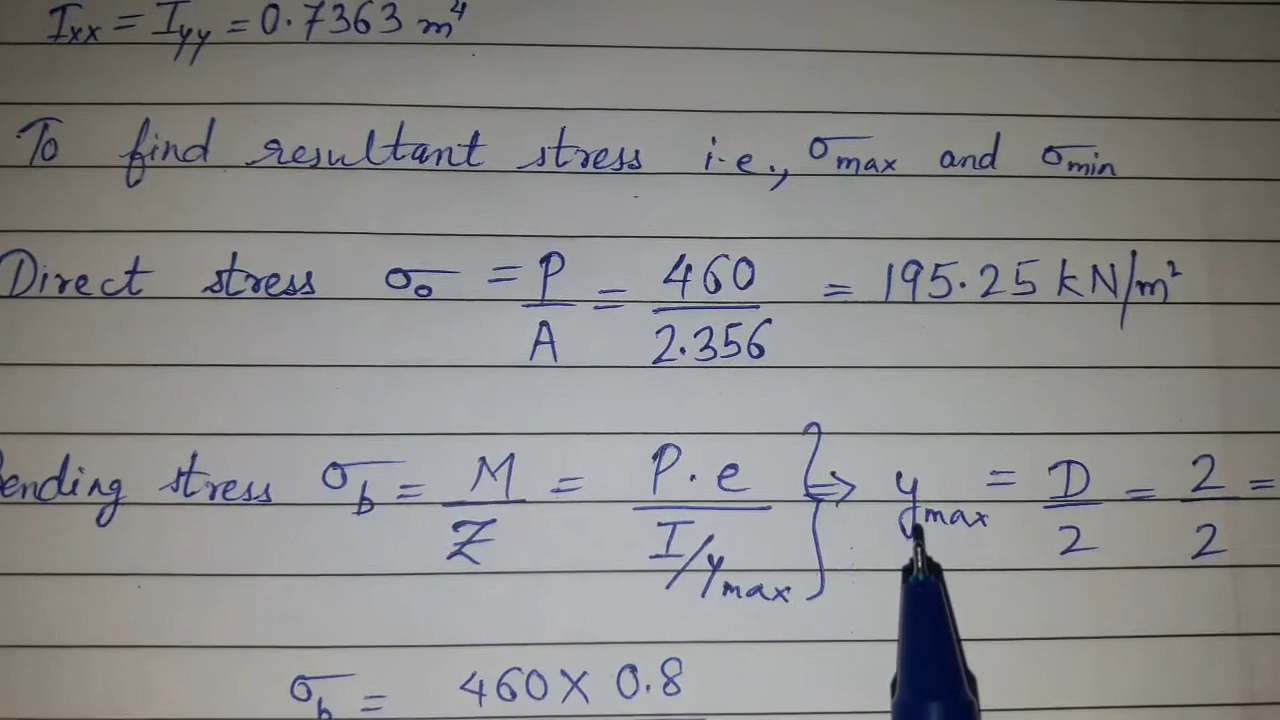 Ixx = Iyy = 0.7363 m⁴
To find resultant stress i.e., σmax and σmin
Direct stress σ₀ = P/A = 460/2.356 = 195.25 kN/m²
ending stress σb = M/Z = P.e/(I/ymax) } ⇒ ymax = D/2 = 2/2 =
σb = 460 × 0.8